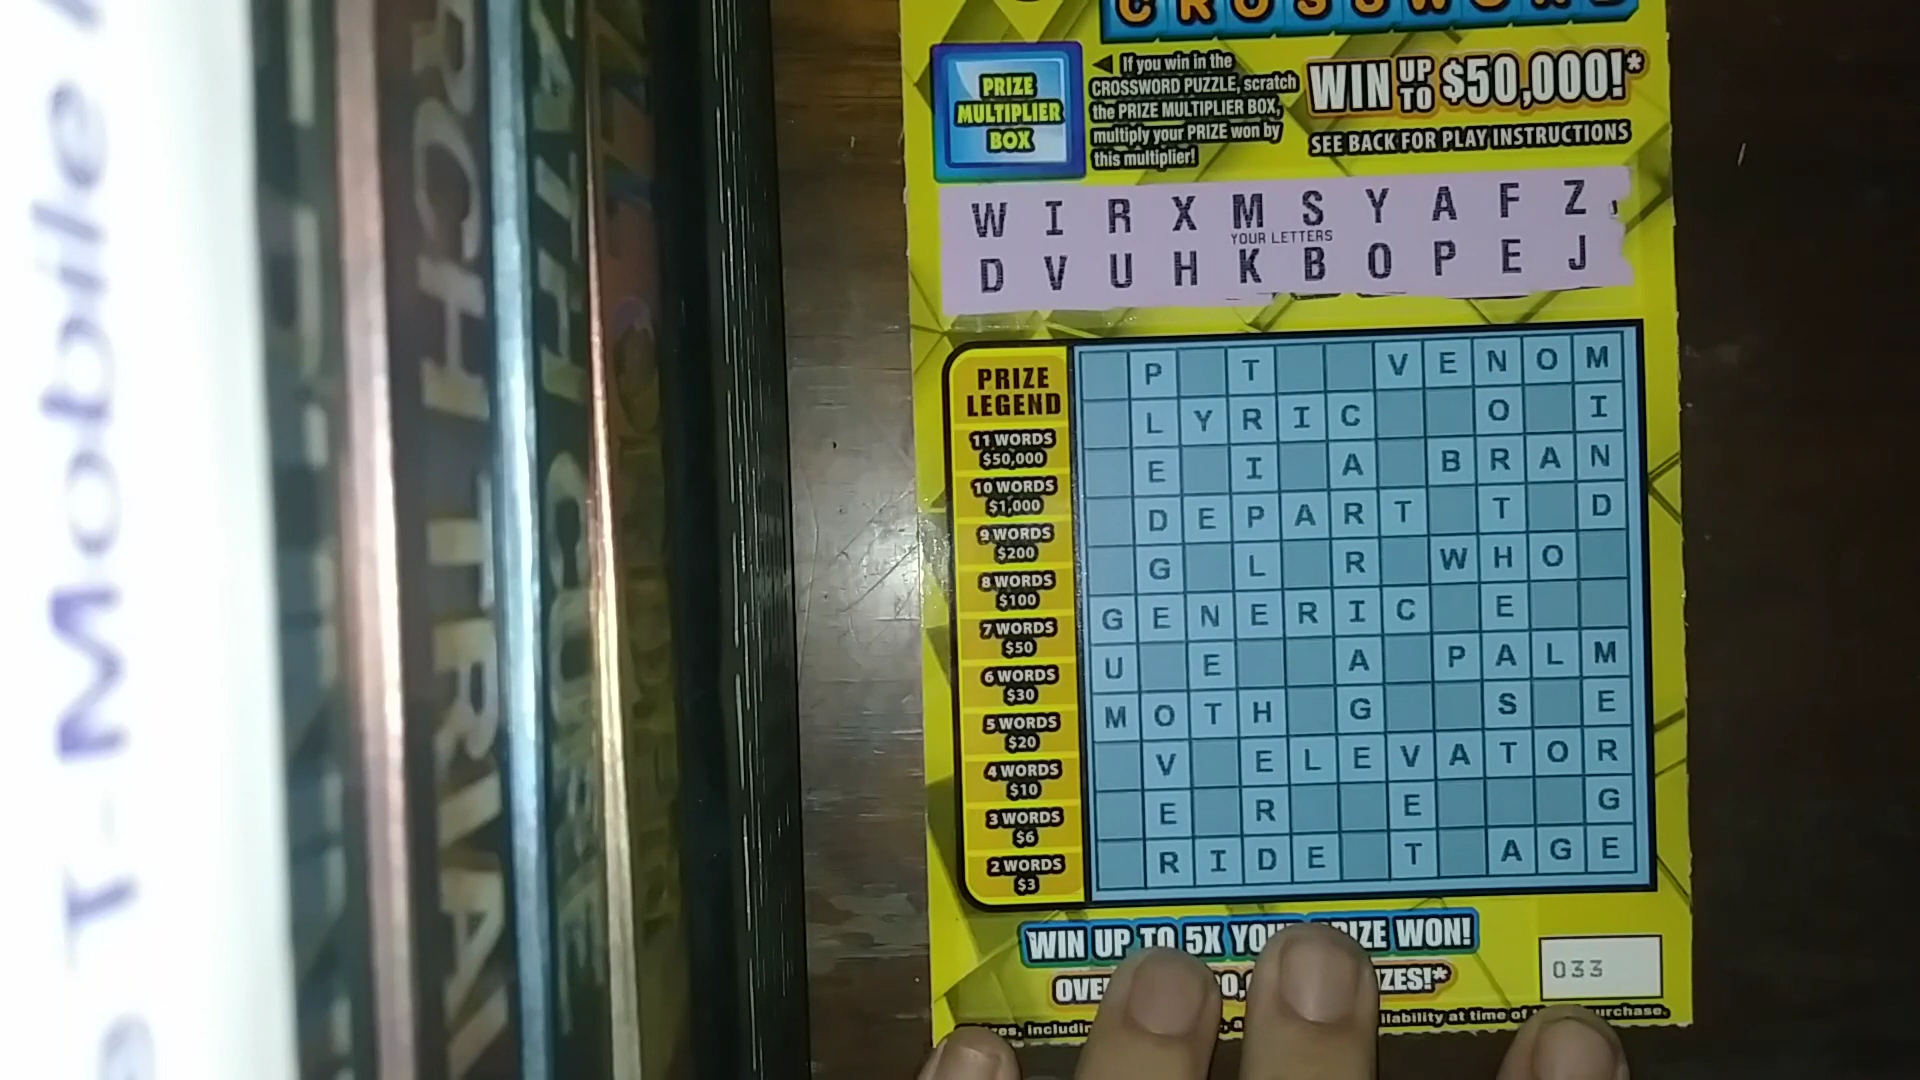 T-Mobile
CROSSWORD
PRIZE
MULTIPLIER
BOX
If you win in the
CROSSWORD PUZZLE, scratch
the PRIZE MULTIPLIER BOX,
multiply your PRIZE won by
this multiplier!
WIN UP TO $50,000!*
SEE BACK FOR PLAY INSTRUCTIONS
W I R X M S Y A F Z
YOUR LETTERS
D V U H K B O P E J
PRIZE
LEGEND
11 WORDS
$50,000
10 WORDS
$1,000
9 WORDS
$200
8 WORDS
$100
7 WORDS
$50
6 WORDS
$30
5 WORDS
$20
4 WORDS
$10
3 WORDS
$6
2 WORDS
$3
P T V E N O M
L Y R I C O I
E I A B R A N
D E P A R T T D
G L R W H O
G E N E R I C E
U E A P A L M
M O T H G S E
V E L E V A T O R
E R E G
R I D E T A G E
WIN UP TO 5X YOUR PRIZE WON!
033